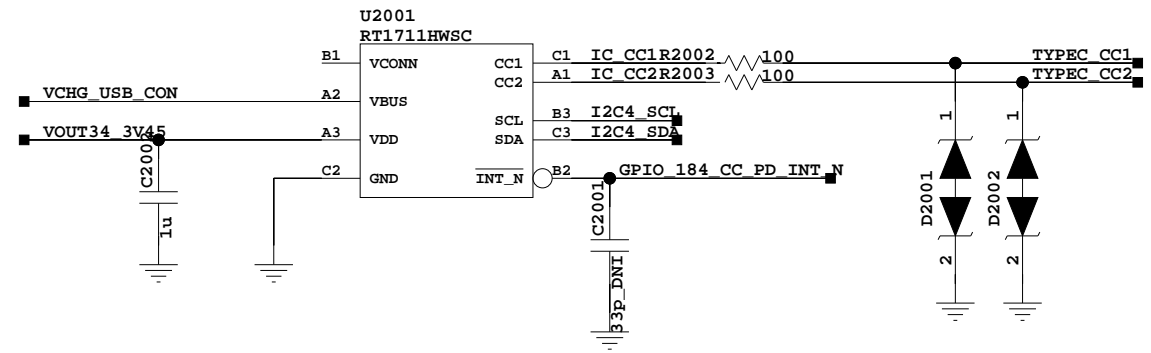 U2001
RT1711HWSC
B1 VCONN CC1 C1 IC_CC1R2002 100 TYPEC_CC1
CC2 A1 IC_CC2R2003 100 TYPEC_CC2
VCHG_USB_CON A2 VBUS
SCL B3 I2C4_SCL
VOUT34_3V45 A3 VDD SDA C3 I2C4_SDA
C2 GND INT_N B2 GPIO_184_CC_PD_INT_N
1u
C2001
33p_DNI
1 1
D2001 D2002
2 2